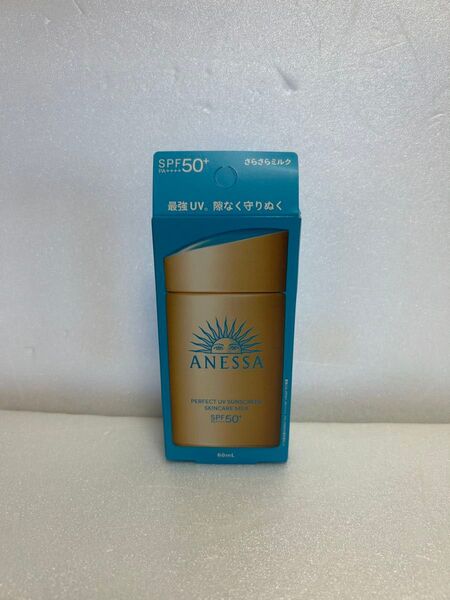 SPF50+
PA++++
さらさらミルク
最強UV。隙なく守りぬく
ANESSA
PERFECT UV SUNSCREEN
SKINCARE MILK
SPF50+
60mL